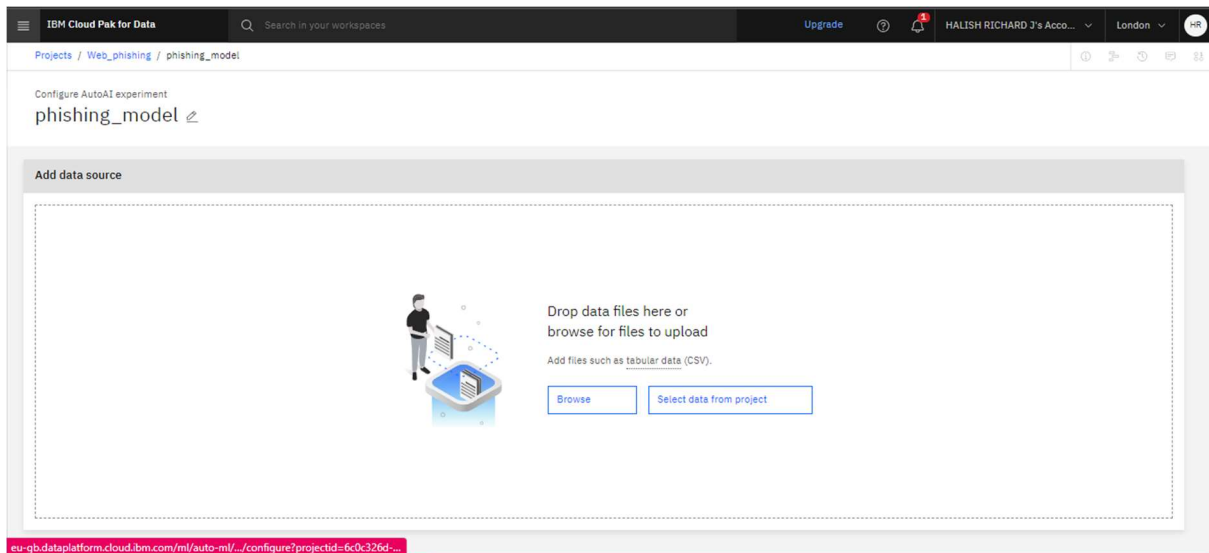 IBM Cloud Pak for Data
Search in your workspaces
Upgrade
1
HALISH RICHARD J's Acco...
London
HR
Projects / Web_phishing / phishing_model
Configure AutoAI experiment
phishing_model
Add data source
Drop data files here or
browse for files to upload
Add files such as tabular data (CSV).
Browse
Select data from project
eu-gb.dataplatform.cloud.ibm.com/ml/auto-ml/.../configure?projectid=6c0c326d-...